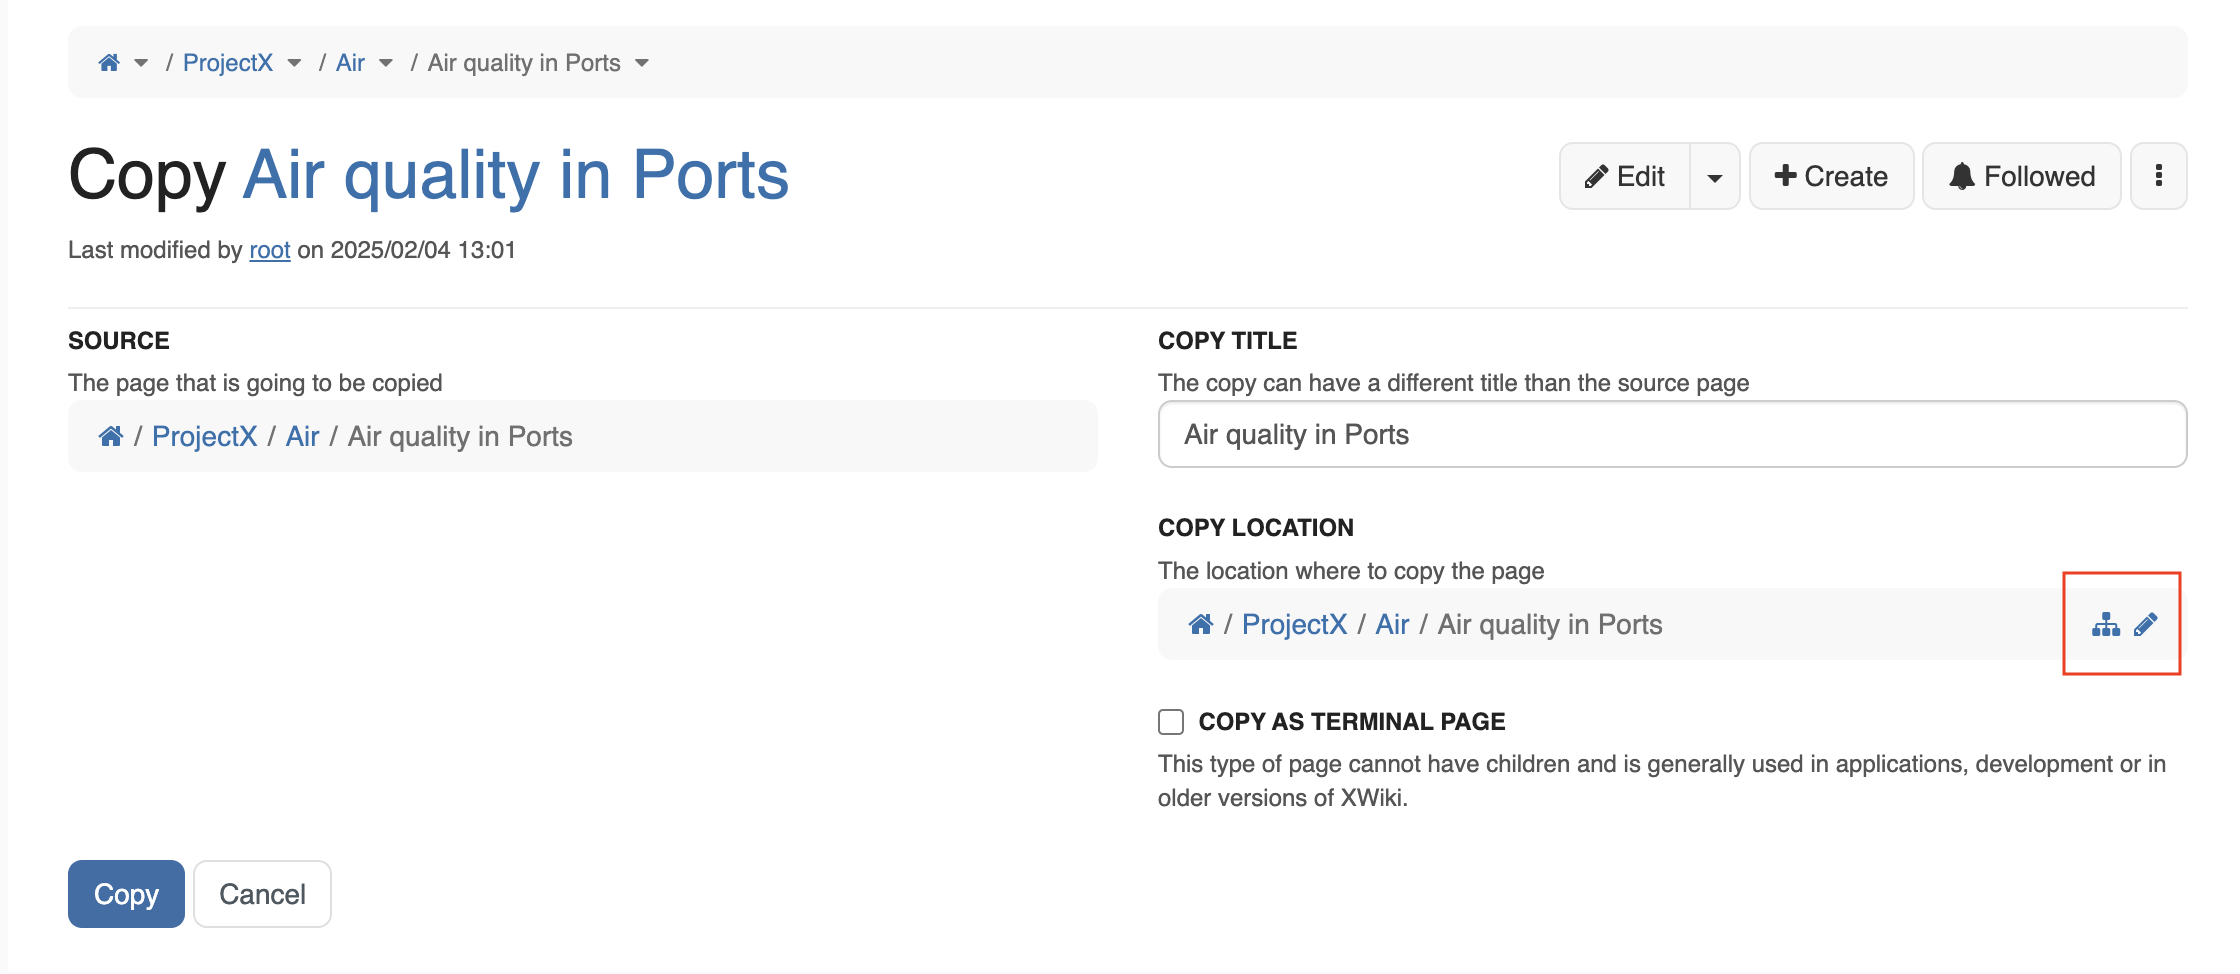 / ProjectX / Air / Air quality in Ports
Copy Air quality in Ports
Edit
Create
Followed
Last modified by root on 2025/02/04 13:01
SOURCE
The page that is going to be copied
/ ProjectX / Air / Air quality in Ports
COPY TITLE
The copy can have a different title than the source page
Air quality in Ports
COPY LOCATION
The location where to copy the page
/ ProjectX / Air / Air quality in Ports
COPY AS TERMINAL PAGE
This type of page cannot have children and is generally used in applications, development or in
older versions of XWiki.
Copy
Cancel